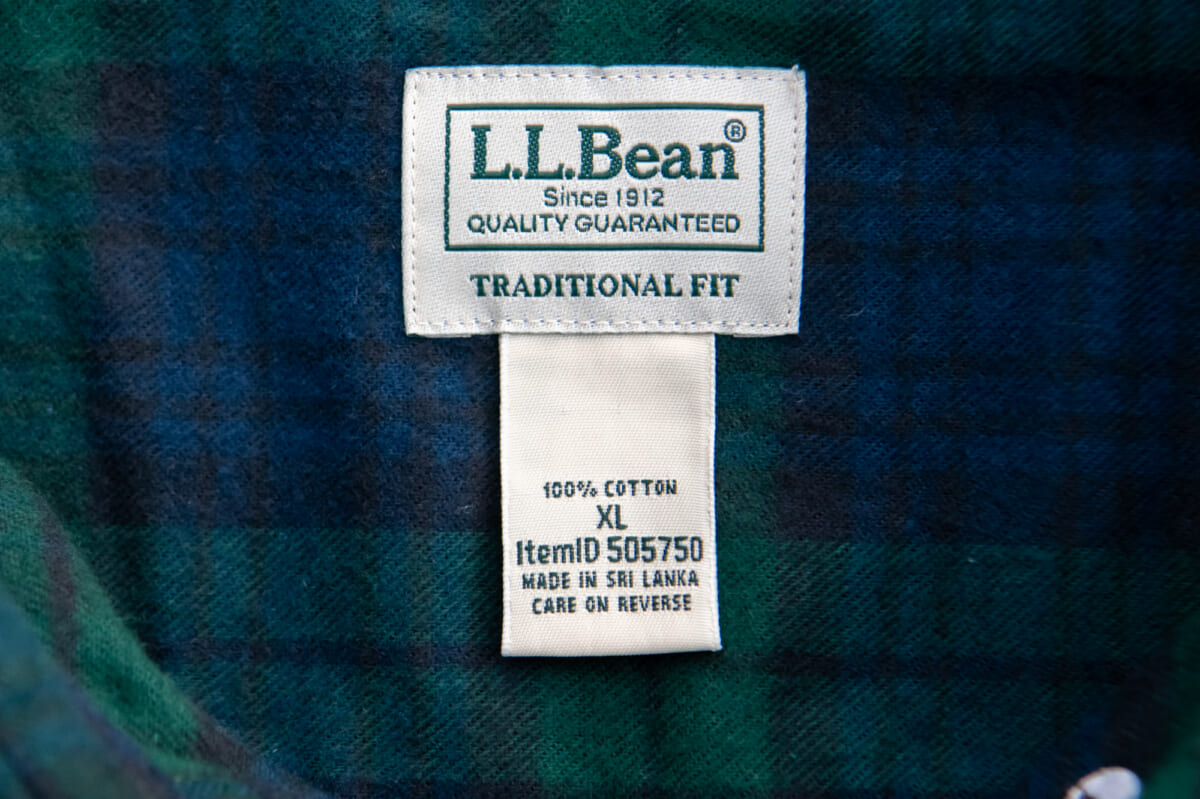 L.L.Bean®
Since 1912
QUALITY GUARANTEED
TRADITIONAL FIT
100% COTTON
XL
ItemID 505750
MADE IN SRI LANKA
CARE ON REVERSE